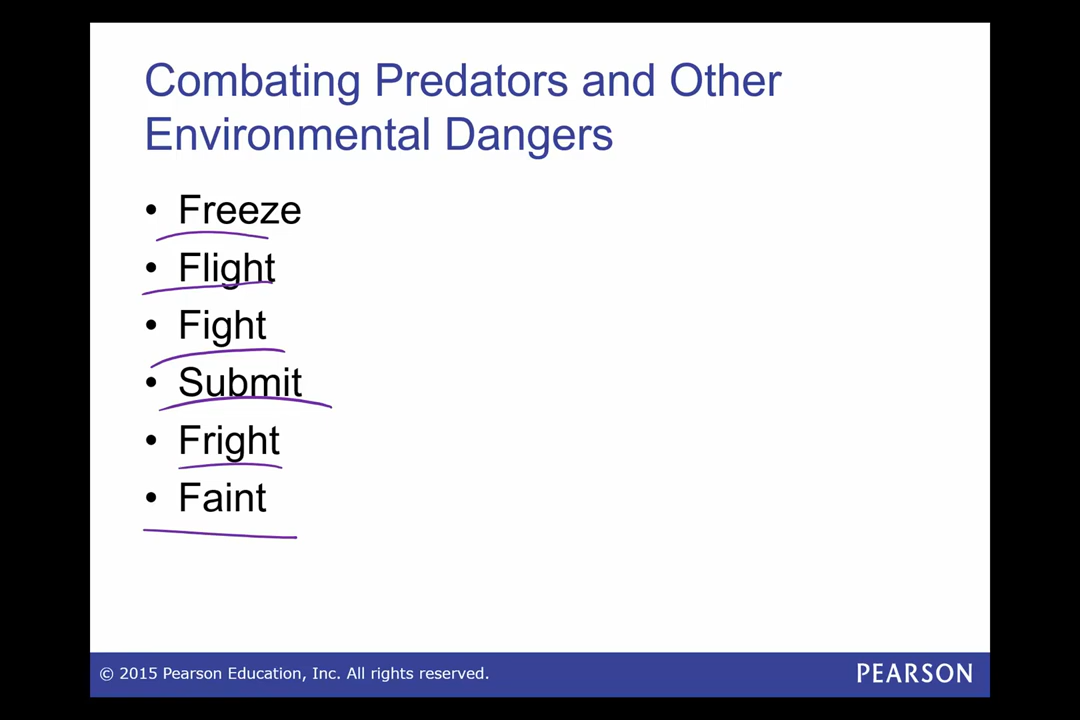 Combating Predators and Other
Environmental Dangers
• Freeze
• Flight
• Fight
• Submit
• Fright
• Faint
© 2015 Pearson Education, Inc. All rights reserved.
PEARSON